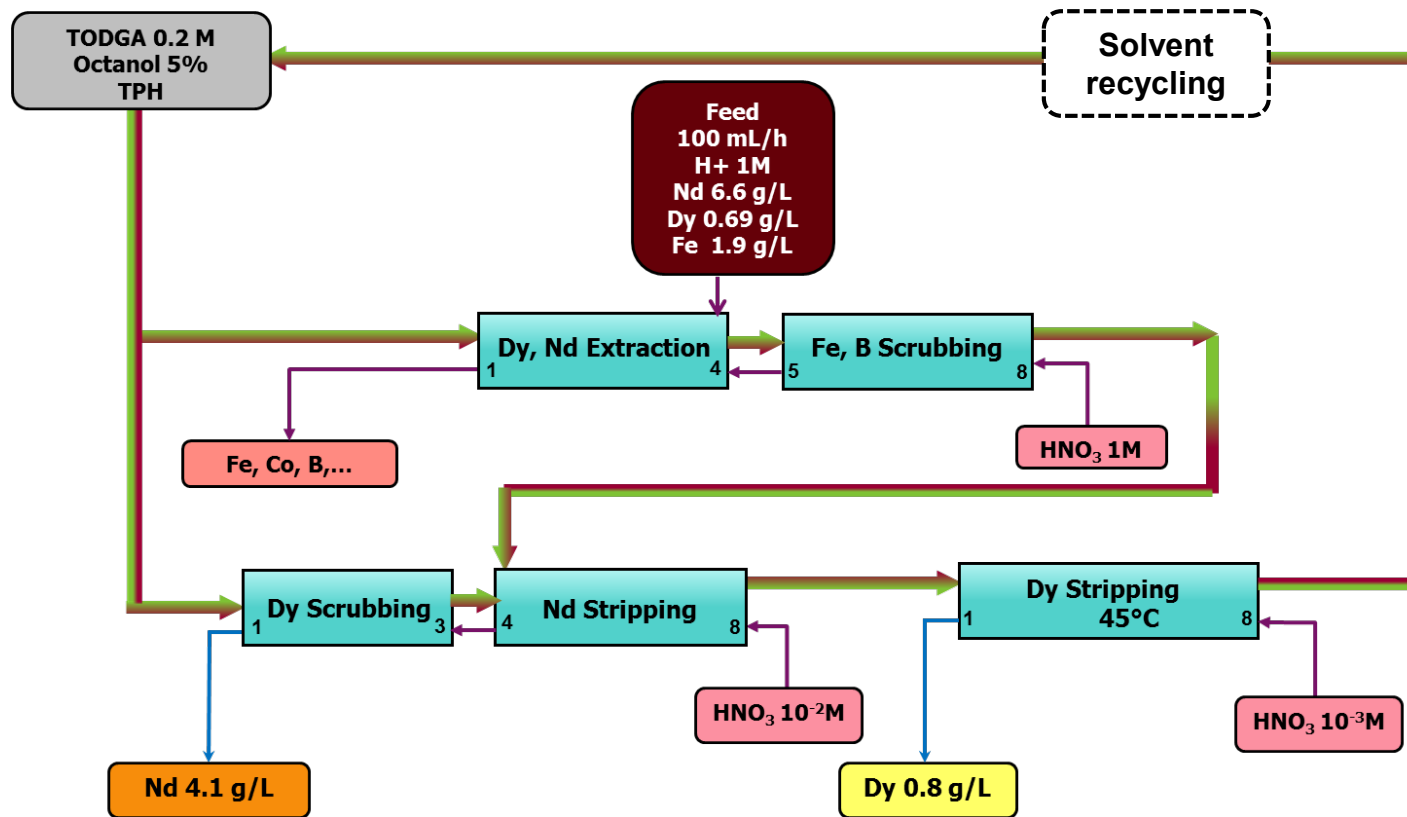 TODGA 0.2 M
Octanol 5%
TPH
Solvent
recycling
Feed
100 mL/h
H+ 1M
Nd 6.6 g/L
Dy 0.69 g/L
Fe  1.9 g/L
Dy, Nd Extraction
1
4
Fe, B Scrubbing
5
8
Fe, Co, B,...
HNO₃ 1M
Dy Scrubbing
1
3
Nd Stripping
4
8
Dy Stripping
45°C
1
8
HNO₃ 10⁻²M
HNO₃ 10⁻³M
Nd 4.1 g/L
Dy 0.8 g/L